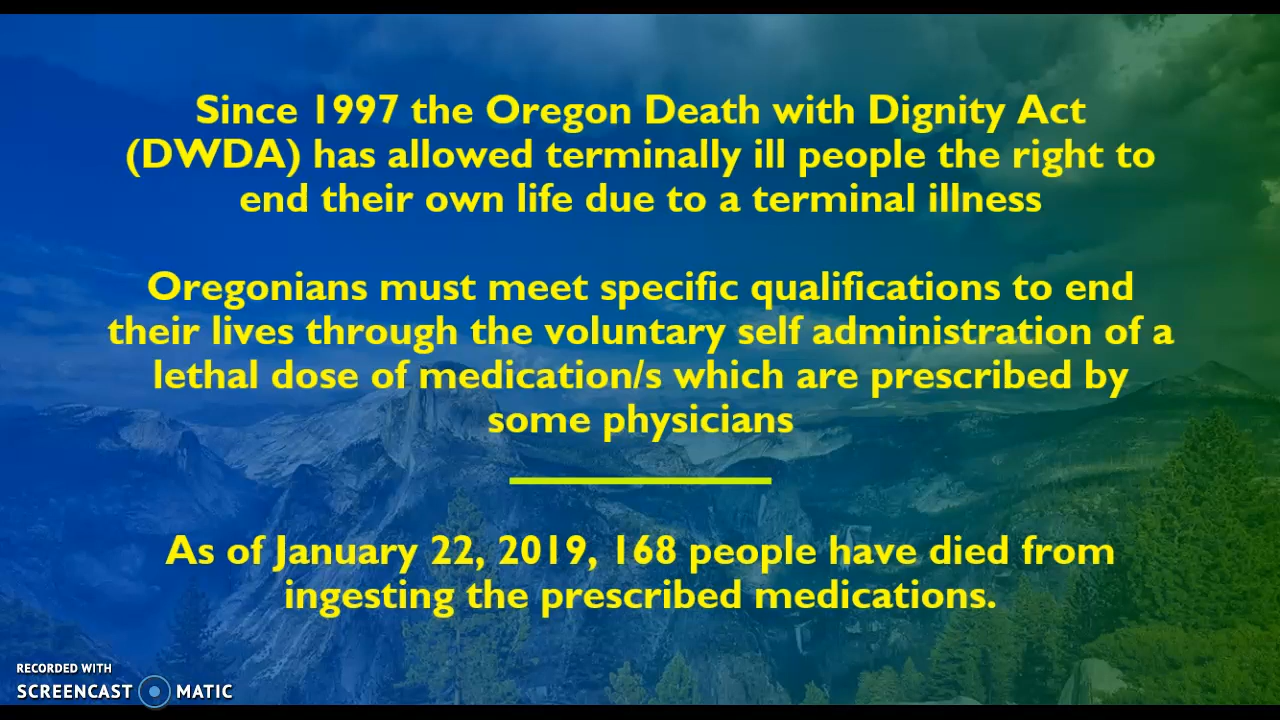 Since 1997 the Oregon Death with Dignity Act
(DWDA) has allowed terminally ill people the right to
end their own life due to a terminal illness
Oregonians must meet specific qualifications to end
their lives through the voluntary self administration of a
lethal dose of medication/s which are prescribed by
some physicians
As of January 22, 2019, 168 people have died from
ingesting the prescribed medications.
RECORDED WITH
SCREENCAST MATIC